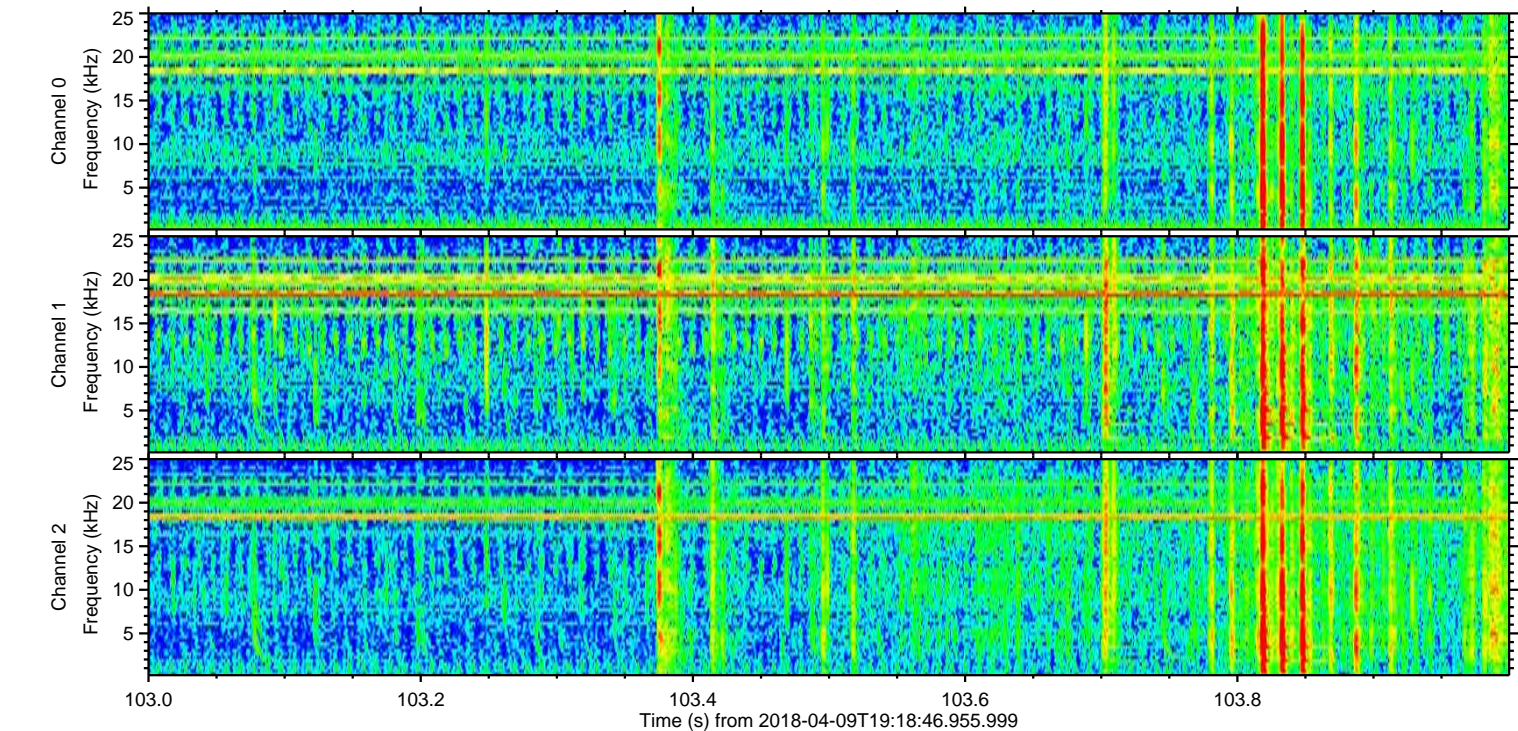 25
20
15
10
5
Channel 0
Frequency (kHz)
25
20
15
10
5
Channel 1
Frequency (kHz)
25
20
15
10
5
Channel 2
Frequency (kHz)
103.0 103.2 103.4 103.6 103.8
Time (s) from 2018-04-09T19:18:46.955.999